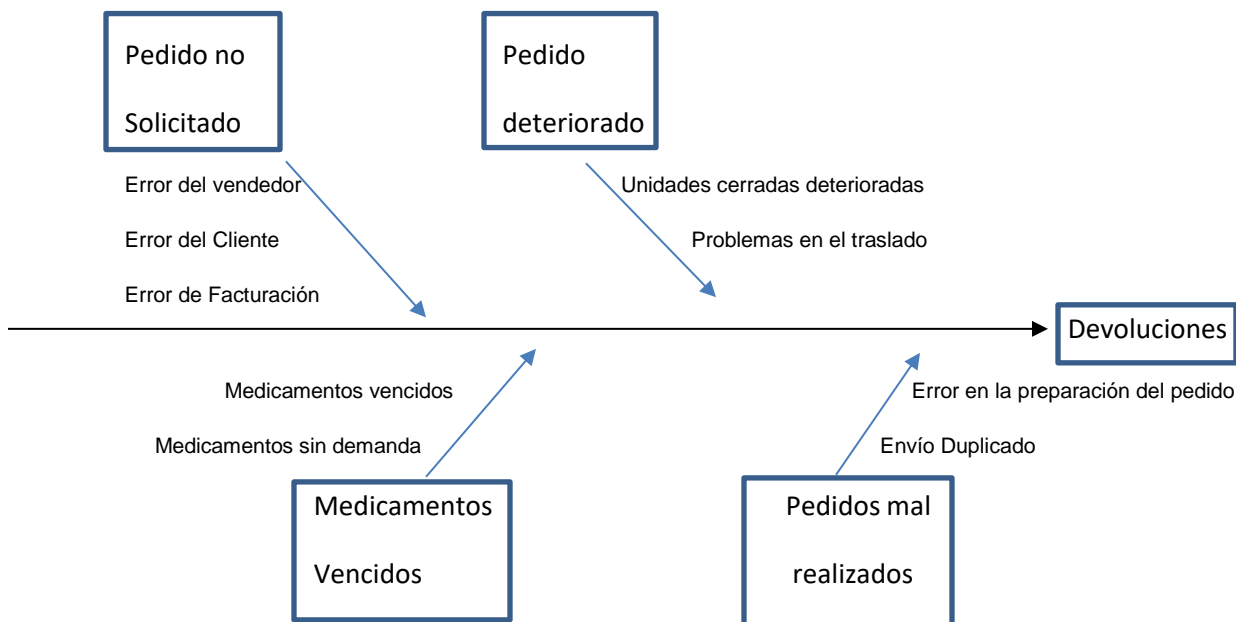 Pedido no
Solicitado
Pedido
deteriorado
Error del vendedor
Unidades cerradas deterioradas
Error del Cliente
Problemas en el traslado
Error de Facturación
Devoluciones
Medicamentos vencidos
Error en la preparación del pedido
Medicamentos sin demanda
Envío Duplicado
Medicamentos
Vencidos
Pedidos mal
realizados